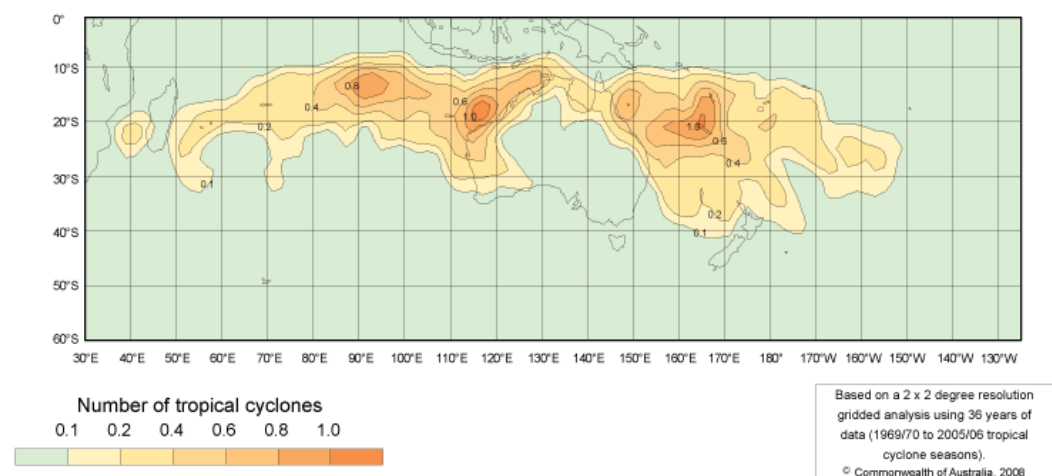 0°
10°S
20°S
30°S
40°S
50°S
60°S
0.8
0.6
0.4
1.0
0.2
0.1
1.0
0.6
0.4
0.2
0.1
30°E 40°E 50°E 60°E 70°E 80°E 90°E 100°E 110°E 120°E 130°E 140°E 150°E 160°E 170°E 180° 170°W 160°W 150°W 140°W 130°W
Number of tropical cyclones
0.1 0.2 0.4 0.6 0.8 1.0
Based on a 2 x 2 degree resolution
gridded analysis using 36 years of
data (1969/70 to 2005/06 tropical
cyclone seasons).
© Commonwealth of Australia, 2008